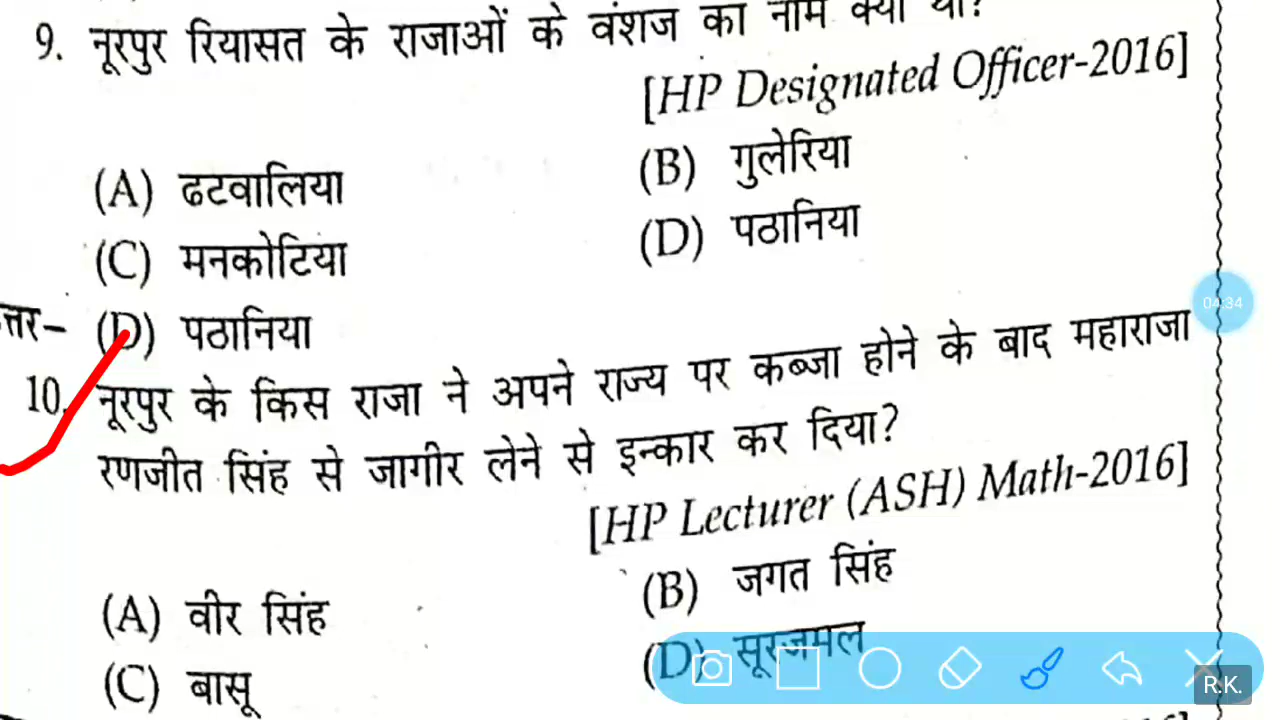 9. नूरपुर रियासत के राजाओं के वंशज का नाम क्या था?
[HP Designated Officer-2016]
(A) ढटवालिया (B) गुलेरिया
(C) मनकोटिया (D) पठानिया
त्तर– (D) पठानिया
04:34
10. नूरपुर के किस राजा ने अपने राज्य पर कब्जा होने के बाद महाराजा
रणजीत सिंह से जागीर लेने से इन्कार कर दिया?
[HP Lecturer (ASH) Math-2016]
(A) वीर सिंह (B) जगत सिंह
(C) बासू (D) सूरजमल
R.K.